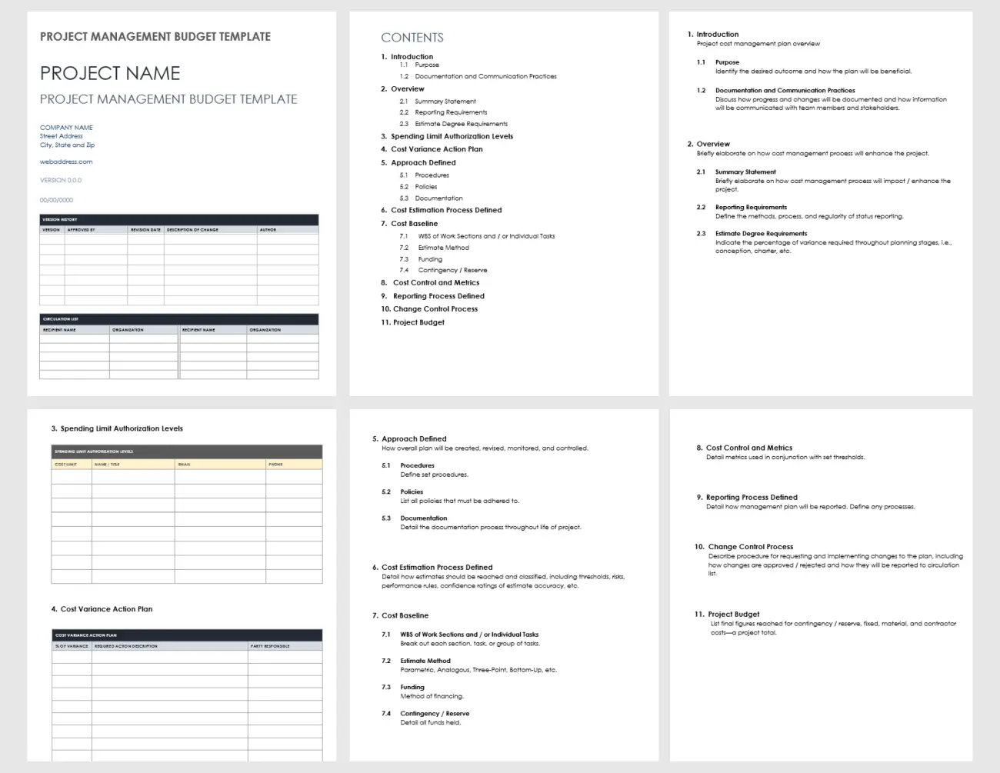 PROJECT MANAGEMENT BUDGET TEMPLATE
PROJECT NAME
PROJECT MANAGEMENT BUDGET TEMPLATE
COMPANY NAME
Street Address
City, State and Zip
webaddress.com
VERSION 0.0.0
00/00/0000
VERSION HISTORY
VERSION APPROVED BY REVISION DATE DESCRIPTION OF CHANGE AUTHOR
CIRCULATION LIST
RECIPIENT NAME ORGANIZATION RECIPIENT NAME ORGANIZATION
CONTENTS
1. Introduction
1.1 Purpose
1.2 Documentation and Communication Practices
2. Overview
2.1 Summary Statement
2.2 Reporting Requirements
2.3 Estimate Degree Requirements
3. Spending Limit Authorization Levels
4. Cost Variance Action Plan
5. Approach Defined
5.1 Procedures
5.2 Policies
5.3 Documentation
6. Cost Estimation Process Defined
7. Cost Baseline
7.1 WBS of Work Sections and / or Individual Tasks
7.2 Estimate Method
7.3 Funding
7.4 Contingency / Reserve
8. Cost Control and Metrics
9. Reporting Process Defined
10. Change Control Process
11. Project Budget
1. Introduction
Project cost management plan overview
1.1 Purpose
Identify the desired outcome and how the plan will be beneficial.
1.2 Documentation and Communication Practices
Discuss how progress and changes will be documented and how information
will be communicated with team members and stakeholders.
2. Overview
Briefly elaborate on how cost management process will enhance the project.
2.1 Summary Statement
Briefly elaborate on how cost management process will impact / enhance the
project.
2.2 Reporting Requirements
Define the methods, process, and regularity of status reporting.
2.3 Estimate Degree Requirements
Indicate the percentage of variance required throughout planning stages, i.e.,
conception, charter, etc.
3. Spending Limit Authorization Levels
SPENDING LIMIT AUTHORIZATION LEVELS
COST LIMIT NAME / TITLE EMAIL PHONE
4. Cost Variance Action Plan
COST VARIANCE ACTION PLAN
% OF VARIANCE REQUIRED ACTION DESCRIPTION PARTY RESPONSIBLE
5. Approach Defined
How overall plan will be created, revised, monitored, and controlled.
5.1 Procedures
Define set procedures.
5.2 Policies
List all policies that must be adhered to.
5.3 Documentation
Detail the documentation process throughout life of project.
6. Cost Estimation Process Defined
Detail how estimates should be reached and classified, including thresholds, risks,
performance rules, confidence ratings of estimate accuracy, etc.
7. Cost Baseline
7.1 WBS of Work Sections and / or Individual Tasks
Break out each section, task, or group of tasks.
7.2 Estimate Method
Parametric, Analogous, Three-Point, Bottom-Up, etc.
7.3 Funding
Method of financing.
7.4 Contingency / Reserve
Detail all funds held.
8. Cost Control and Metrics
Detail metrics used in conjunction with set thresholds.
9. Reporting Process Defined
Detail how management plan will be reported. Define any processes.
10. Change Control Process
Describe procedure for requesting and implementing changes to the plan, including
how changes are approved / rejected and how they will be reported to circulation
list.
11. Project Budget
List final figures reached for contingency / reserve, fixed, material, and contractor
costs—a project total.